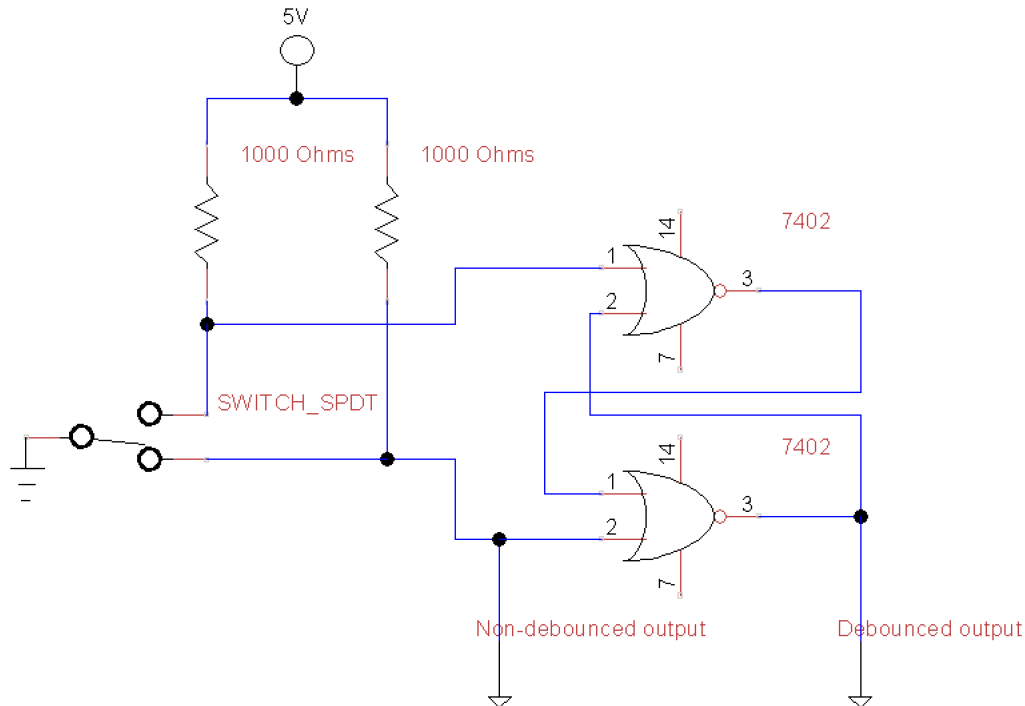 5V
1000 Ohms 1000 Ohms
14 7402
1 3
2
7
SWITCH_SPDT
14 7402
1 3
2
7
Non-debounced output Debounced output